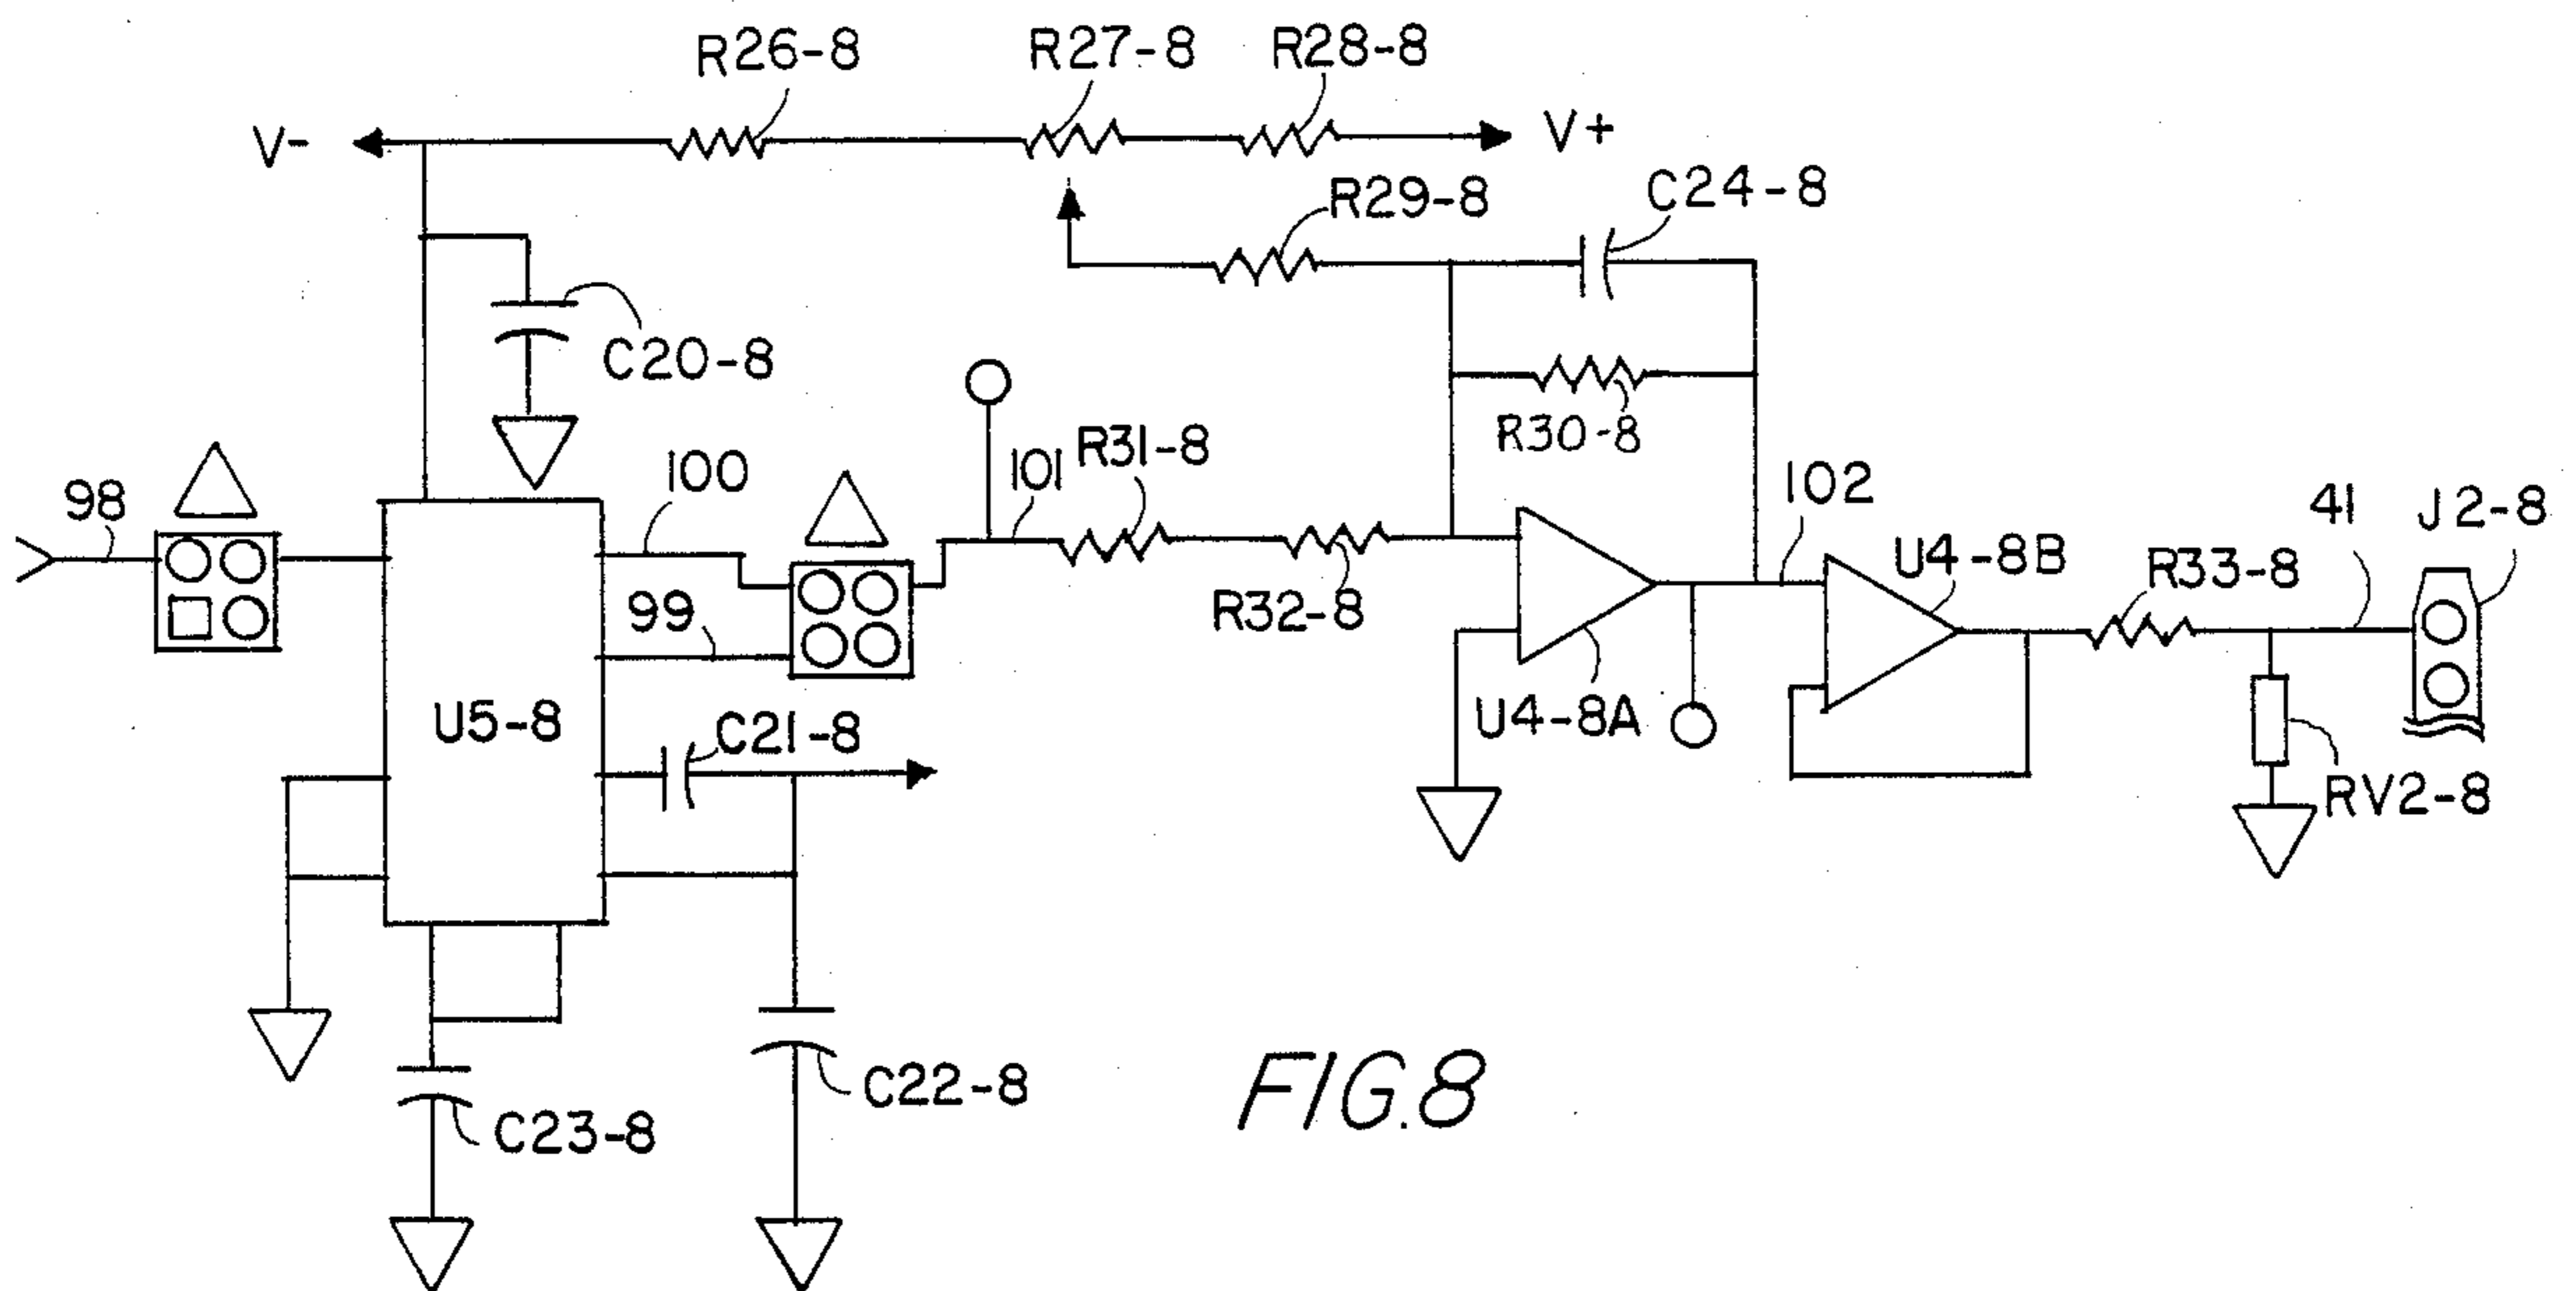 R26-8
R27-8
R28-8
V-
V+
R29-8
C24-8
C20-8
R30-8
98
100
101
R31-8
102
41
J2-8
99
R32-8
U4-8B
R33-8
U5-8
C21-8
U4-8A
RV2-8
C22-8
C23-8
FIG.8